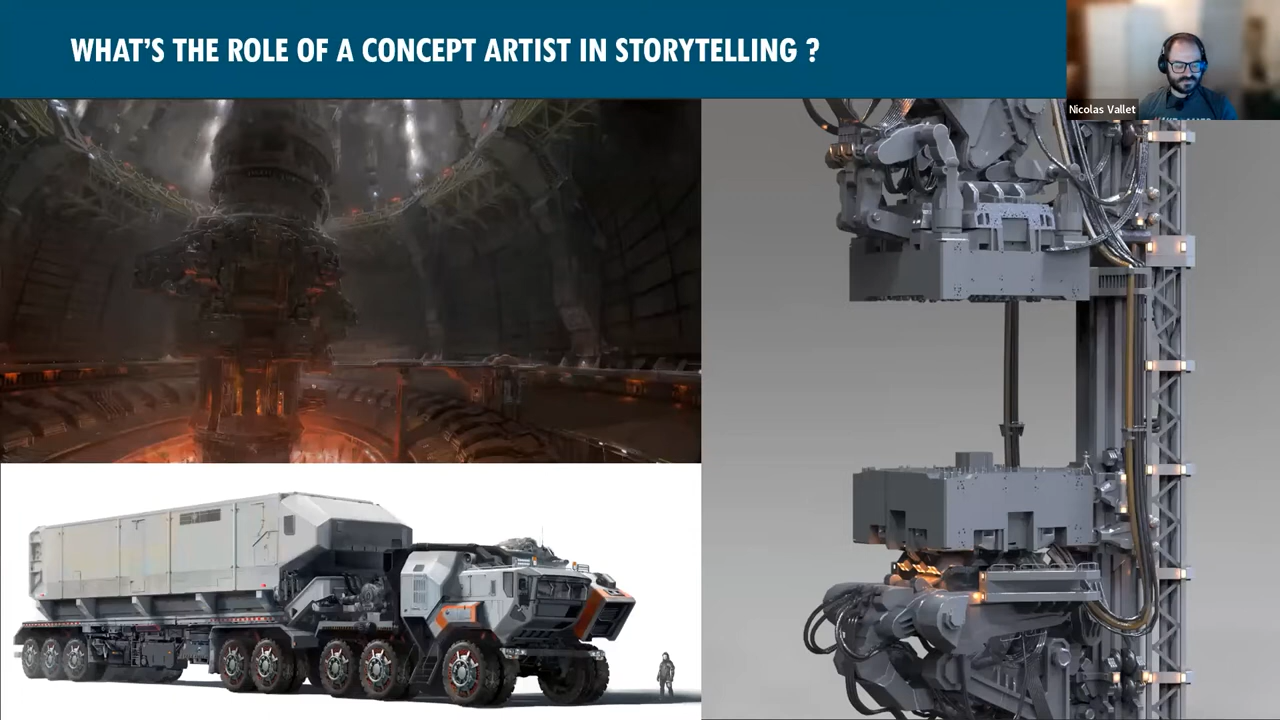 WHAT'S THE ROLE OF A CONCEPT ARTIST IN STORYTELLING ?
Nicolas Vallet